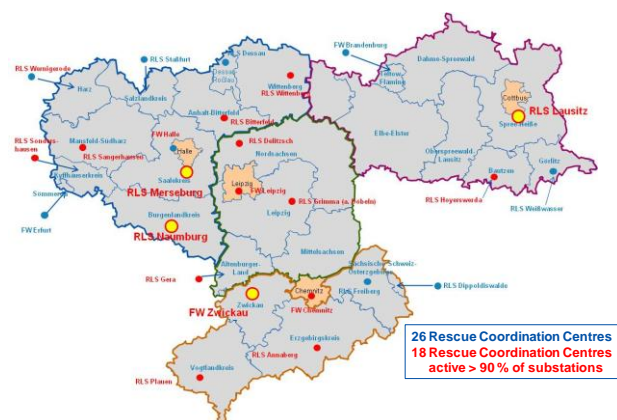 RLS Dessau
RLS Staßfurt
RLS Wernigerode
Harz
Salzlandkreis
Dessau
Roßlau
Wittenberg
RLS Wittenberg
Anhalt-Bitterfeld
RLS Bitterfeld
FW Brandenburg
Teltow
Fläming
Dahme-Spreewald
Cottbus
RLS Lausitz
Spree-Neiße
Elbe-Elster
Oberspreewald
Lausitz
Görlitz
Bautzen
RLS Hoyerswerda
RLS Weißwasser
RLS Sonders-
hausen
Mansfeld-Südharz
RLS Sangerhausen
FW Halle
Halle
Kyffhäuserkreis
Saalekreis
RLS Merseburg
Sömmerda
FW Erfurt
Burgenlandkreis
RLS Naumburg
RLS Delitzsch
Nordsachsen
Leipzig
FW Leipzig
RLS Grimma (a. Döbeln)
Leipzig
Mittelsachsen
Altenburger-
Land
RLS Gera
Sächsische-Schweiz-
Osterzgebirge
RLS Dippoldiswalde
RLS Freiberg
Zwickau
FW Zwickau
Chemnitz
FW Chemnitz
Erzgebirgskreis
RLS Annaberg
Vogtlandkreis
RLS Plauen
26 Rescue Coordination Centres
18 Rescue Coordination Centres
active > 90 % of substations